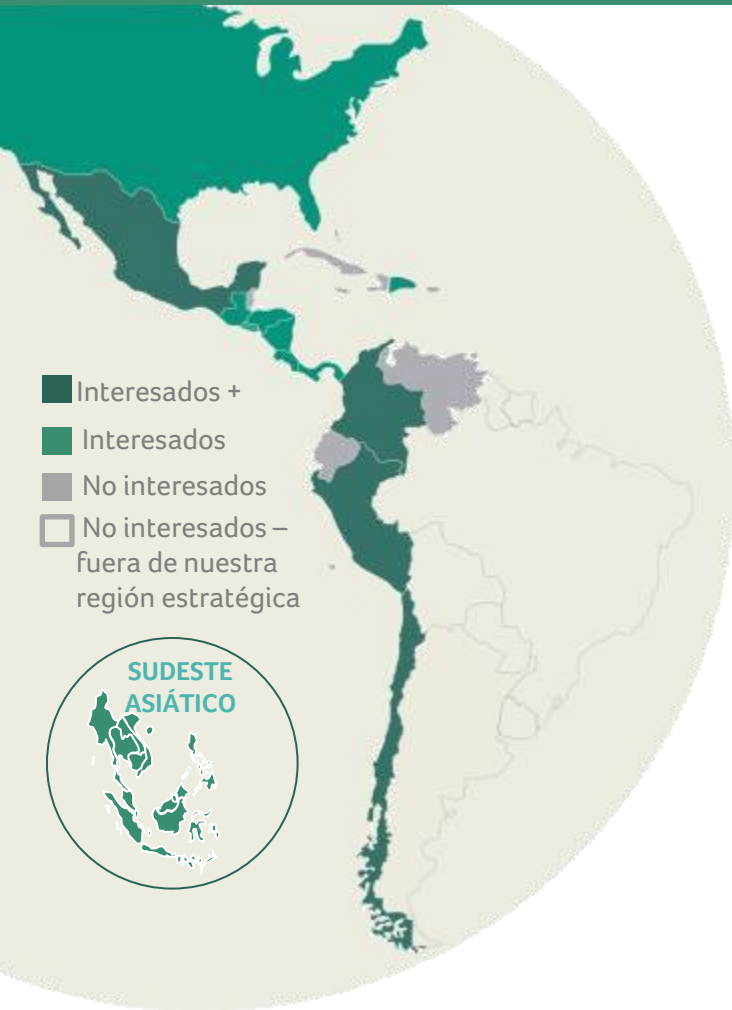 Interesados +
Interesados
No interesados
No interesados –
fuera de nuestra
región estratégica
SUDESTE
ASIÁTICO